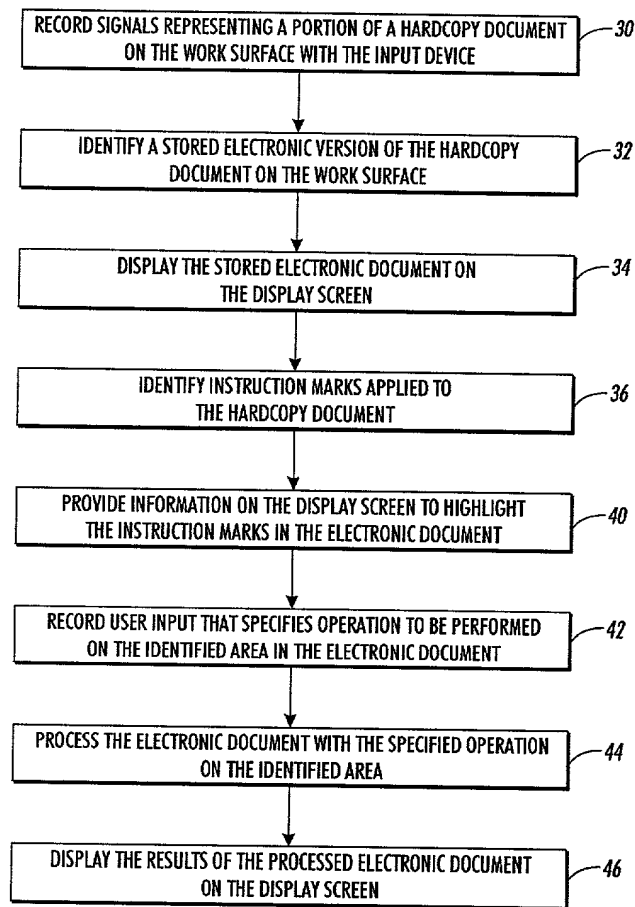 RECORD SIGNALS REPRESENTING A PORTION OF A HARDCOPY DOCUMENT
ON THE WORK SURFACE WITH THE INPUT DEVICE
30
IDENTIFY A STORED ELECTRONIC VERSION OF THE HARDCOPY
DOCUMENT ON THE WORK SURFACE
32
DISPLAY THE STORED ELECTRONIC DOCUMENT ON
THE DISPLAY SCREEN
34
IDENTIFY INSTRUCTION MARKS APPLIED TO
THE HARDCOPY DOCUMENT
36
PROVIDE INFORMATION ON THE DISPLAY SCREEN TO HIGHLIGHT
THE INSTRUCTION MARKS IN THE ELECTRONIC DOCUMENT
40
RECORD USER INPUT THAT SPECIFIES OPERATION TO BE PERFORMED
ON THE IDENTIFIED AREA IN THE ELECTRONIC DOCUMENT
42
PROCESS THE ELECTRONIC DOCUMENT WITH THE SPECIFIED OPERATION
ON THE IDENTIFIED AREA
44
DISPLAY THE RESULTS OF THE PROCESSED ELECTRONIC DOCUMENT
ON THE DISPLAY SCREEN
46